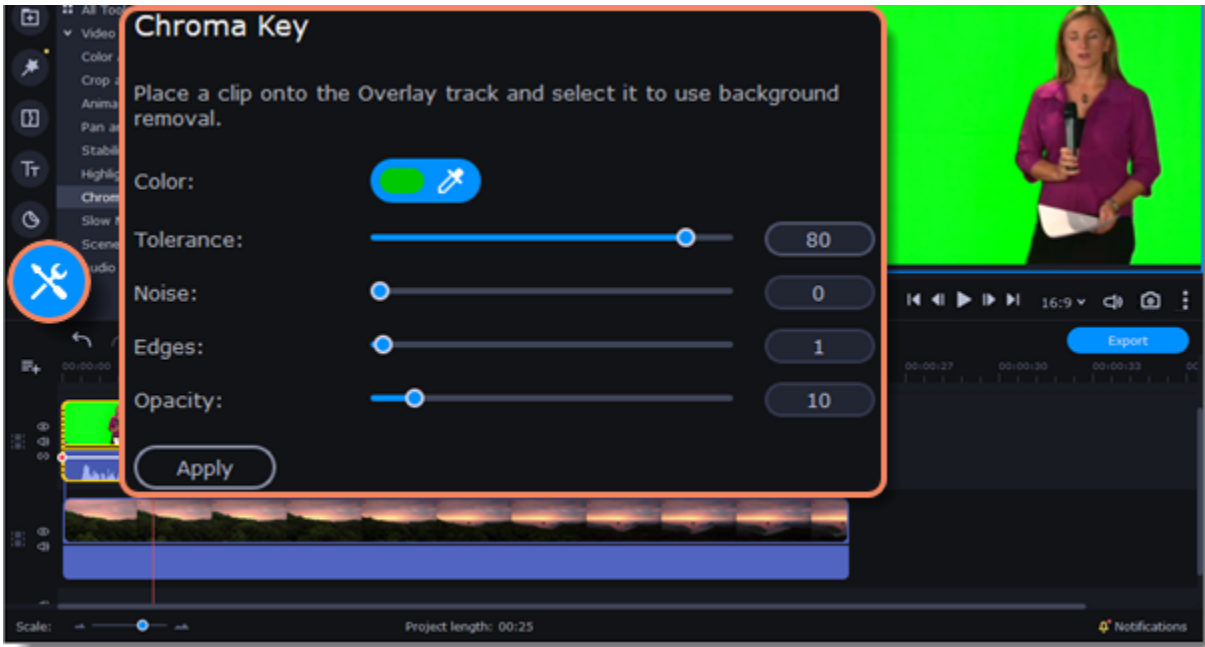 All Too
Video
Color
Crop a
Anima
Pan a
Stabili
Highlig
Chrom
Slow
Scene
udio
Tт
Chroma Key
Place a clip onto the Overlay track and select it to use background
removal.
Color:
Tolerance: 80
Noise: 0
Edges: 1
Opacity: 10
Apply
16:9
Export
00:00:00 00:00:27 00:00:30 00:00:33 00
Scale: Project length: 00:25 Notifications